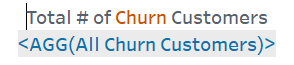 Total # of Churn Customers
<AGG(All Churn Customers)>